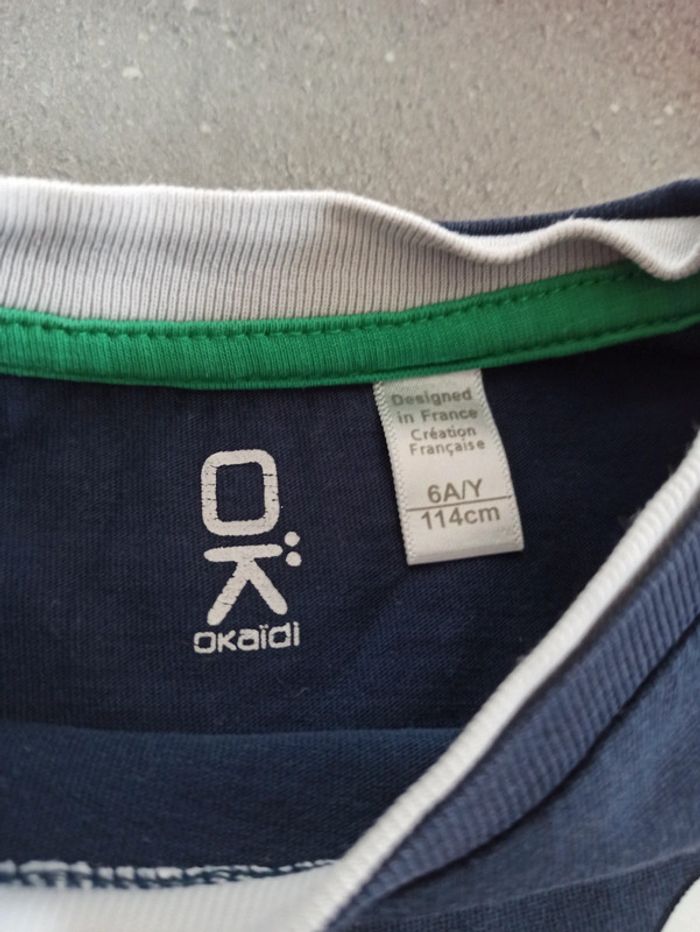 Designed
in France
Création
Française
6A/Y
114cm
OK
OKaïdi